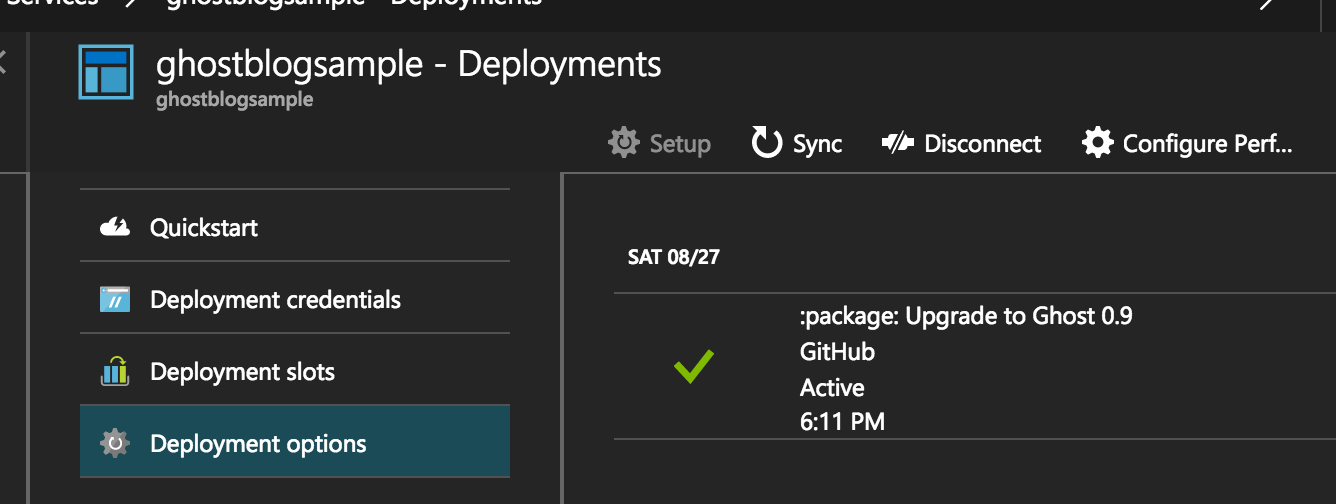 Services > ghostblogsample - Deployments
ghostblogsample - Deployments
ghostblogsample
Setup
Sync
Disconnect
Configure Perf...
Quickstart
Deployment credentials
Deployment slots
Deployment options
SAT 08/27
:package: Upgrade to Ghost 0.9
GitHub
Active
6:11 PM